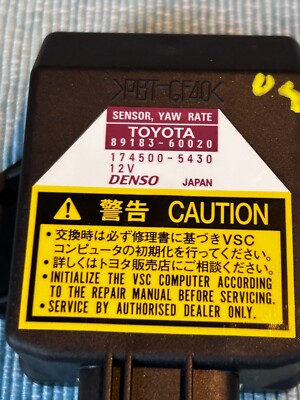 >PBT-GF40<
SENSOR, YAW RATE
TOYOTA
89183-60020
174500-5430
12V
DENSO JAPAN
警告 CAUTION
・交換時は必ず修理書に基づきVSC
コンピュータの初期化を行ってください。
・詳しくはトヨタ販売店にご相談ください。
・INITIALIZE THE VSC COMPUTER ACCORDING
TO THE REPAIR MANUAL BEFORE SERVICING.
・SERVICE BY AUTHORISED DEALER ONLY.